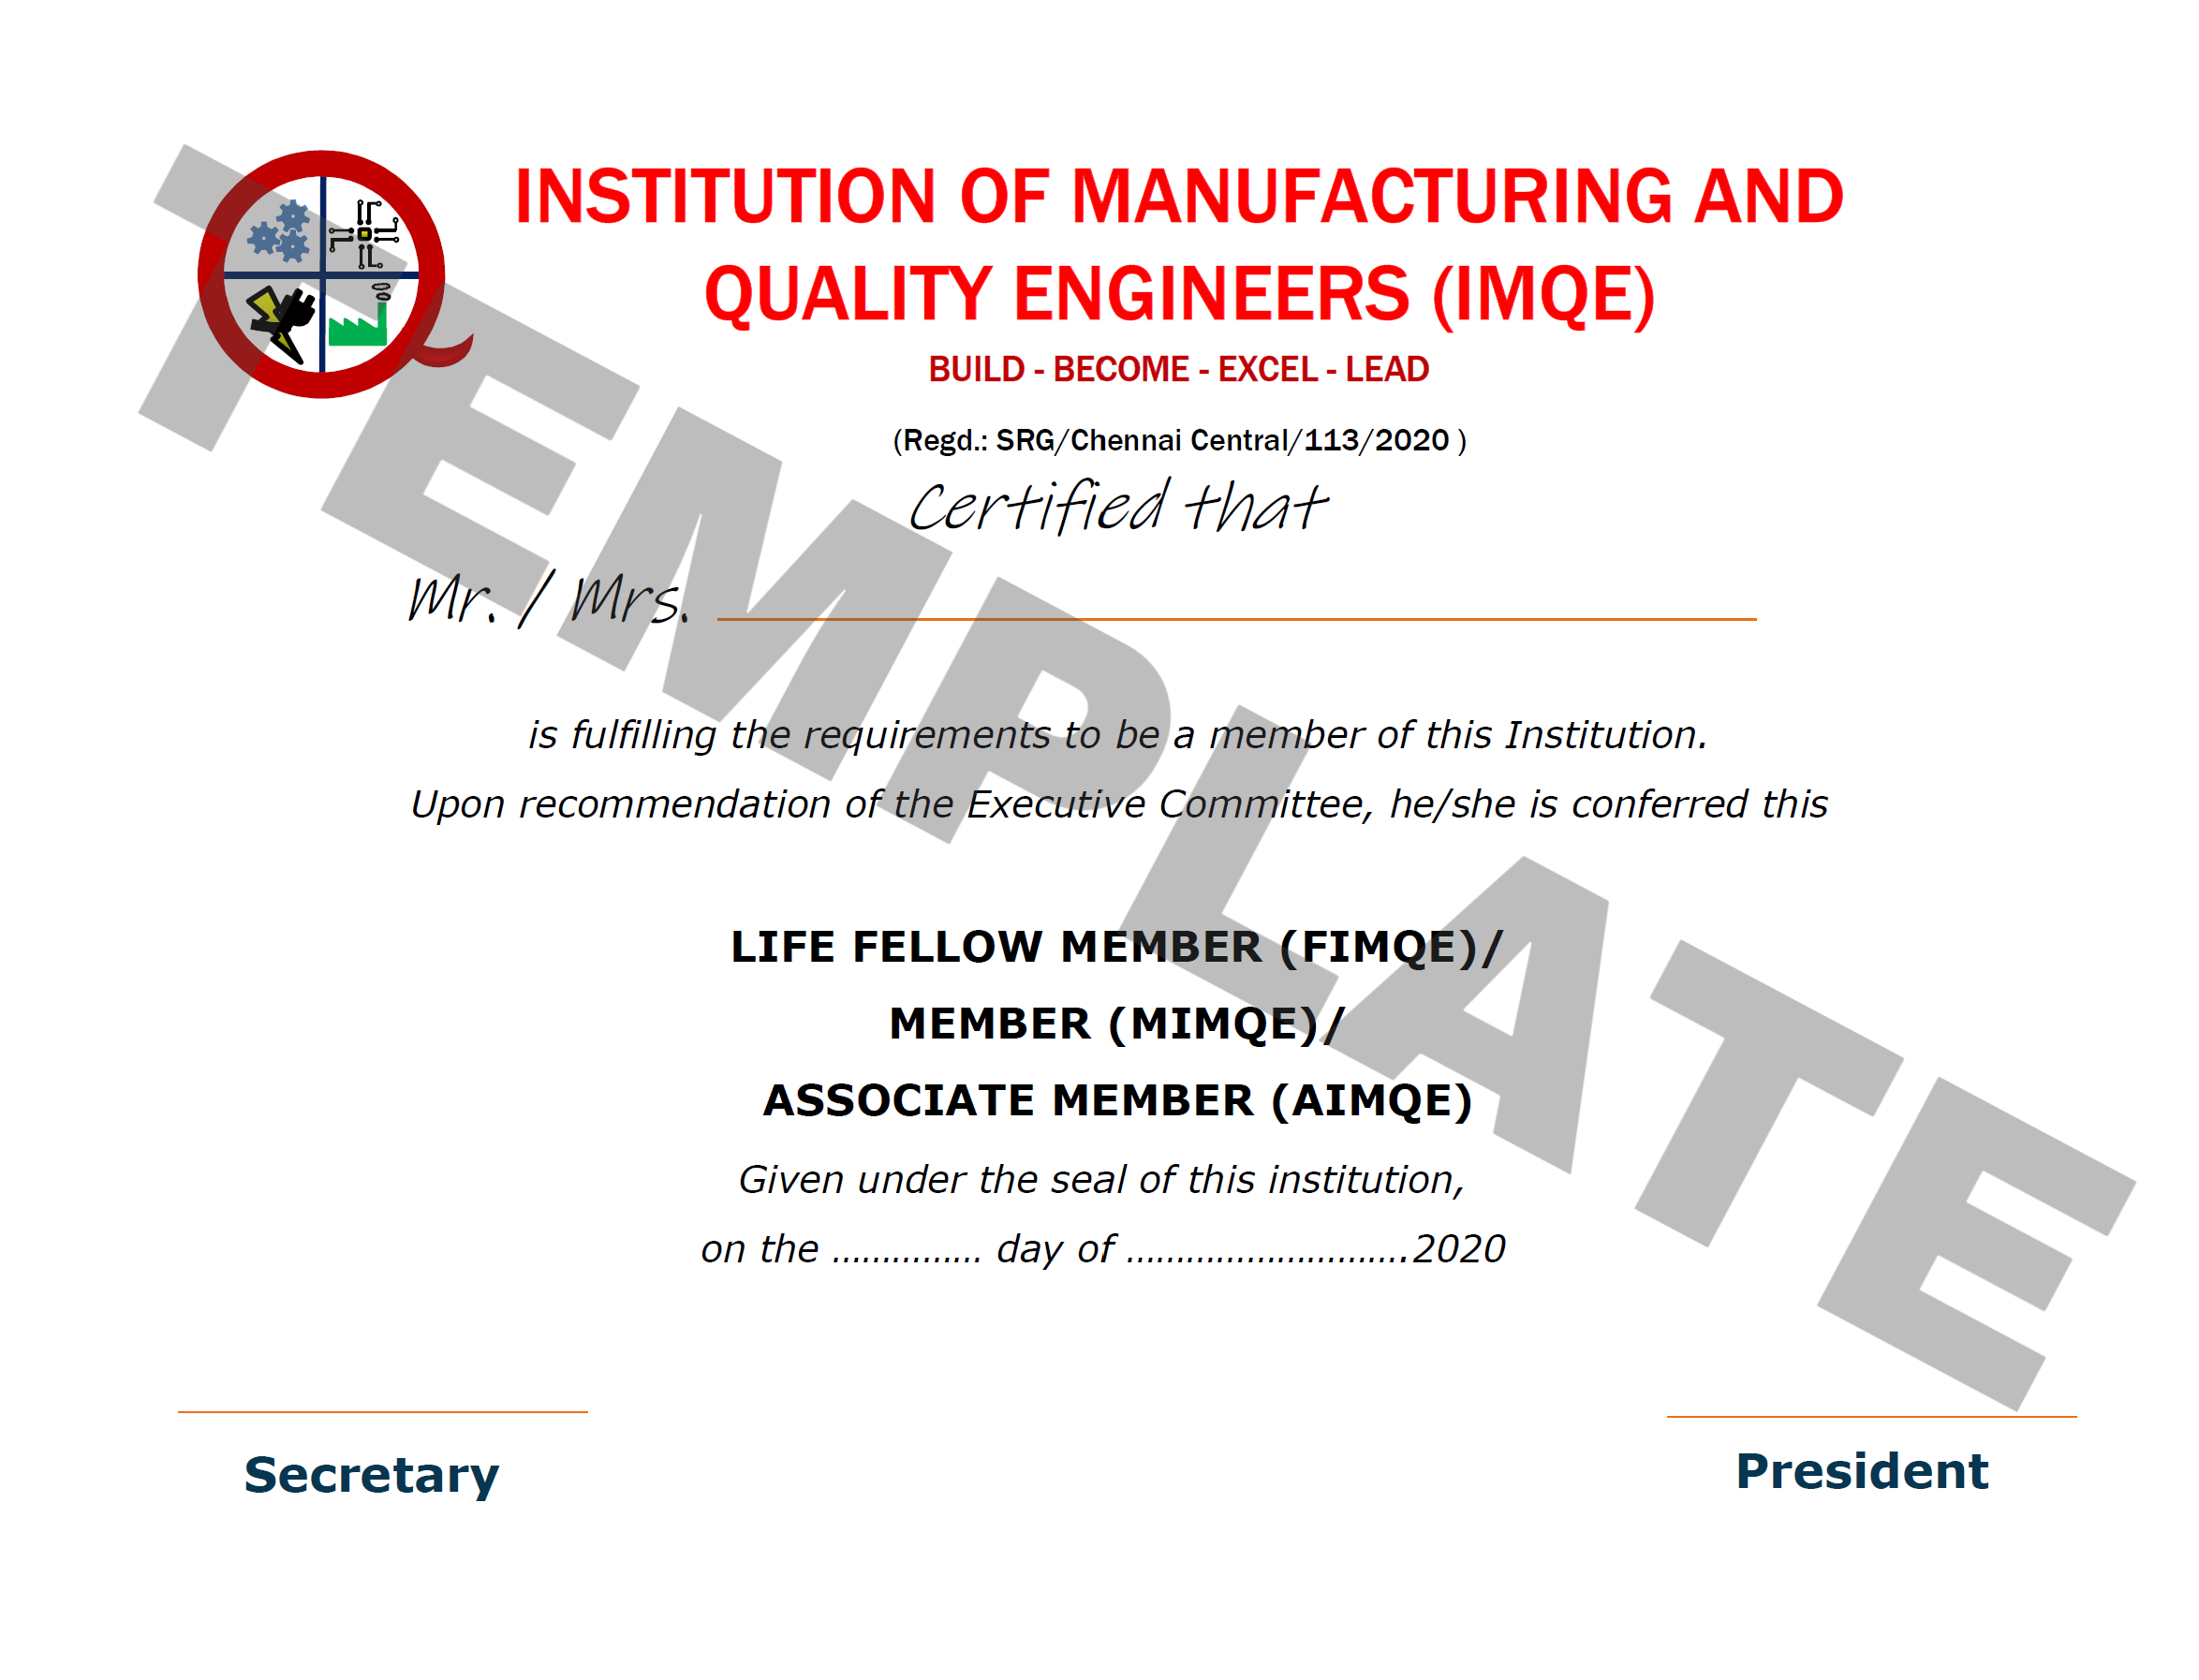 INSTITUTION OF MANUFACTURING AND
QUALITY ENGINEERS (IMQE)
BUILD - BECOME - EXCEL - LEAD
(Regd.: SRG/Chennai Central/113/2020 )
Certified that
Mr. / Mrs.
is fulfilling the requirements to be a member of this Institution.
Upon recommendation of the Executive Committee, he/she is conferred this
LIFE FELLOW MEMBER (FIMQE)/
MEMBER (MIMQE)/
ASSOCIATE MEMBER (AIMQE)
Given under the seal of this institution,
on the ............... day of ............................2020
Secretary
President
TEMPLATE